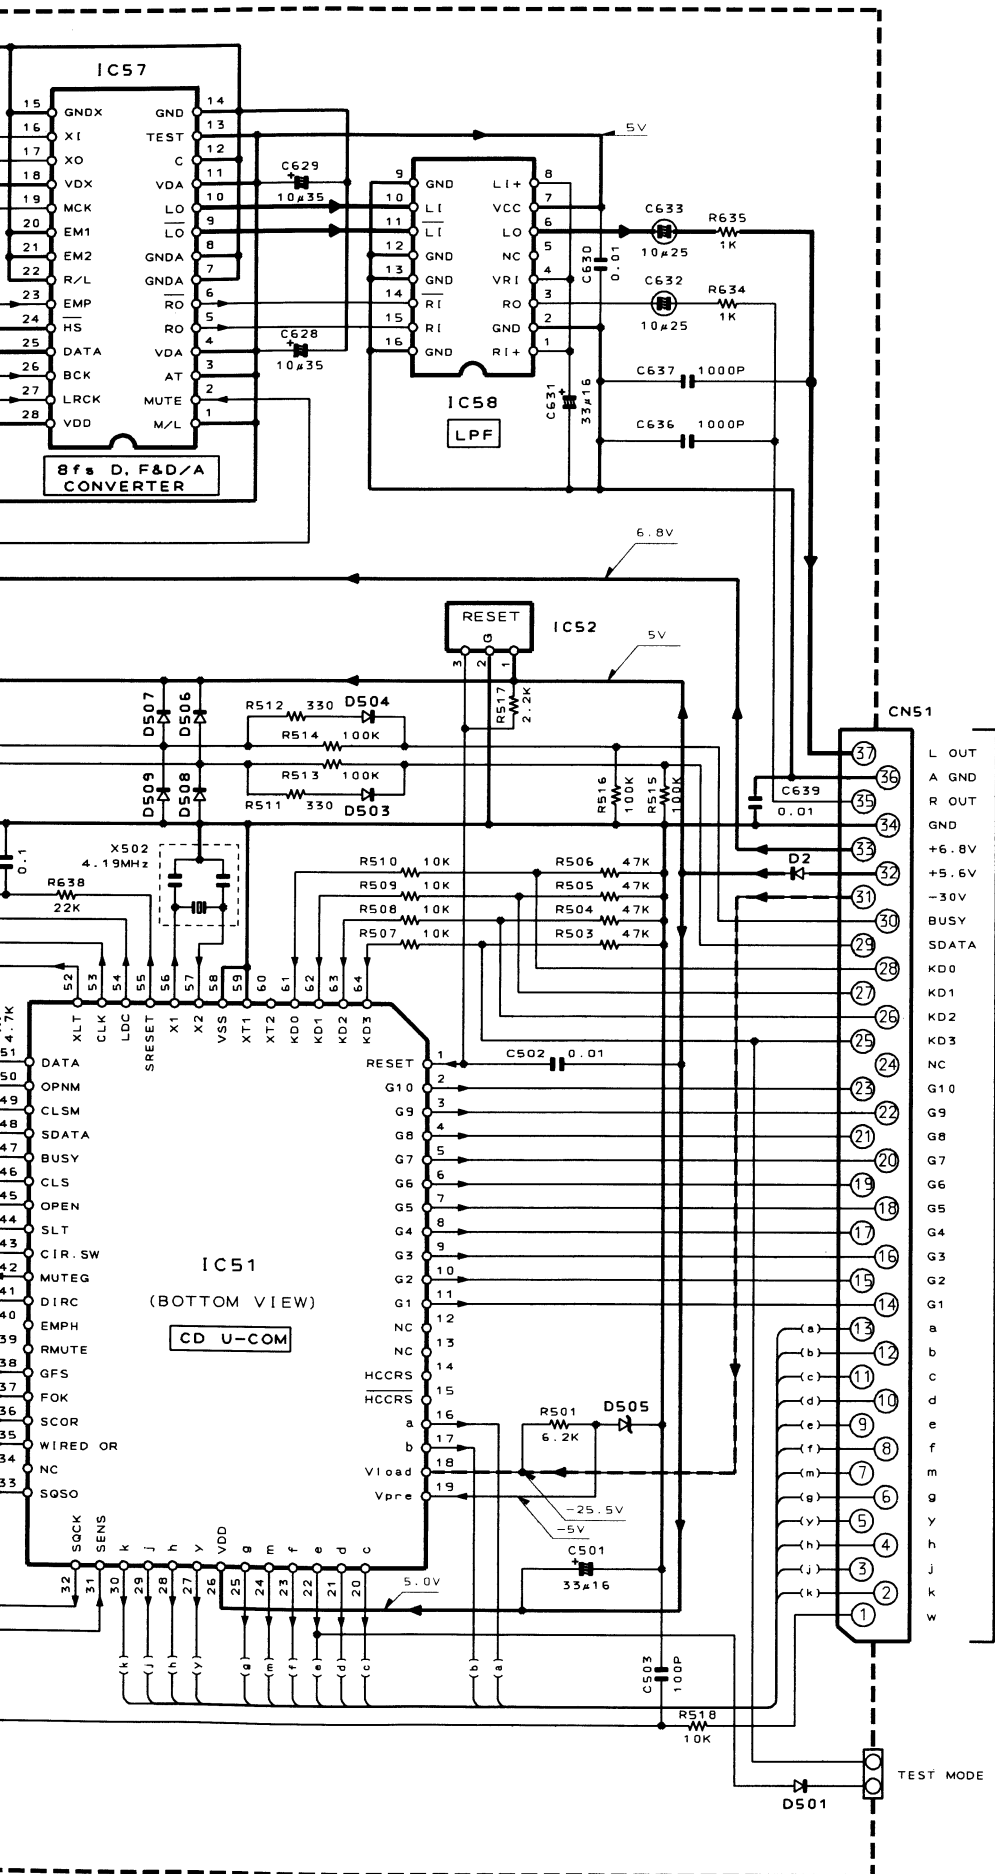 IC57
15 GNDX GND 14
16 XI TEST 13
17 XO C 12
18 VDX VDA 11
19 MCK LO 10
20 EM1 LO 9
21 EM2 GNDA 8
22 R/L GNDA 7
23 EMP RO 6
24 HS RO 5
25 DATA VDA 4
26 BCK AT 3
27 LRCK MUTE 2
28 VDD M/L 1
8fs D. F&D/A
CONVERTER
C629
10μ35
C628
10μ35
5V
9 GND LI+ 8
10 LI VCC 7
11 LI LO 6
12 GND NC 5
13 GND VRI 4
14 RI RO 3
15 RI GND 2
16 GND RI+ 1
IC58
LPF
C630
0.01
C633
10μ25
R635
1K
C632
10μ25
R634
1K
C631
33μ16
C637 1000P
C636 1000P
6.8V
RESET
G
3 2 1
IC52
5V
R517
2.2K
D507
D506
D509
D508
R512 330 D504
R514 100K
R513 100K
R511 330 D503
R516
100K
R515
100K
CN51
C639
0.01
D2
0.1
X502
4.19MHz
R638
22K
R510 10K R506 47K
R509 10K R505 47K
R508 10K R504 47K
R507 10K R503 47K
4.7K
52 53 54 55 56 57 58 59 60 61 62 63 64
XLT CLK LDC SRESET X1 X2 VSS XT1 XT2 KD0 KD1 KD2 KD3
51 DATA
50 OPNM
49 CLSM
48 SDATA
47 BUSY
46 CLS
45 OPEN
44 SLT
43 CIR.SW
42 MUTEG
41 DIRC
40 EMPH
39 RMUTE
38 GFS
37 FOK
36 SCOR
35 WIRED OR
34 NC
33 SQSO
IC51
(BOTTOM VIEW)
CD U-COM
RESET 1
G10 2
G9 3
G8 4
G7 5
G6 6
G5 7
G4 8
G3 9
G2 10
G1 11
NC 12
NC 13
HCCRS 14
HCCRS 15
a 16
b 17
Vload 18
Vpre 19
C502 0.01
R501
6.2K
D505
-25.5V
-5V
C501
33μ16
5.0V
SQCK SENS k j h y VDD g m f e d c
32 31 30 29 28 27 26 25 24 23 22 21 20
(k) (j) (h) (y) (g) (m) (f) (e) (d) (c) (b) (a)
C503
100P
R518
10K
D501
TEST MODE
37 L OUT
36 A GND
35 R OUT
34 GND
33 +6.8V
32 +5.6V
31 -30V
30 BUSY
29 SDATA
28 KD0
27 KD1
26 KD2
25 KD3
24 NC
23 G10
22 G9
21 G8
20 G7
19 G6
18 G5
17 G4
16 G3
15 G2
14 G1
(a) 13 a
(b) 12 b
(c) 11 c
(d) 10 d
(e) 9 e
(f) 8 f
(m) 7 m
(g) 6 g
(y) 5 y
(h) 4 h
(j) 3 j
(k) 2 k
1 w